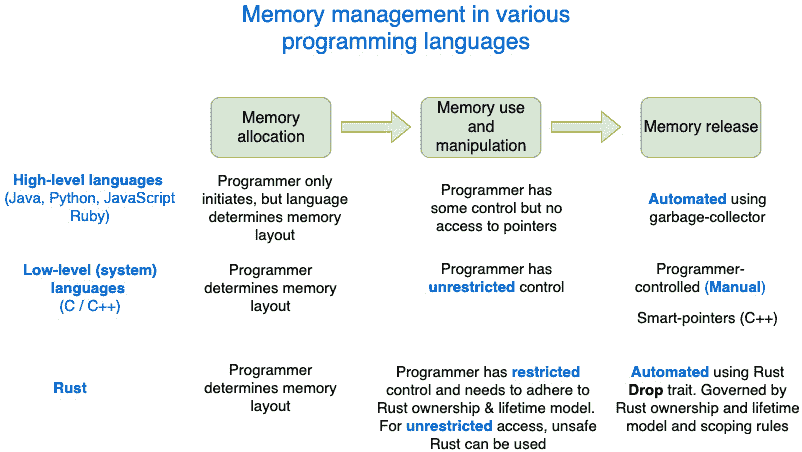 Memory management in various
programming languages
Memory
allocation
Memory use
and
manipulation
Memory release
High-level languages
(Java, Python, JavaScript
Ruby)
Programmer only
initiates, but language
determines memory
layout
Programmer has
some control but no
access to pointers
Automated using
garbage-collector
Low-level (system)
languages
(C / C++)
Programmer
determines memory
layout
Programmer has
unrestricted control
Programmer-
controlled (Manual)
Smart-pointers (C++)
Rust
Programmer
determines memory
layout
Programmer has restricted
control and needs to adhere to
Rust ownership & lifetime model.
For unrestricted access, unsafe
Rust can be used
Automated using Rust
Drop trait. Governed by
Rust ownership and lifetime
model and scoping rules